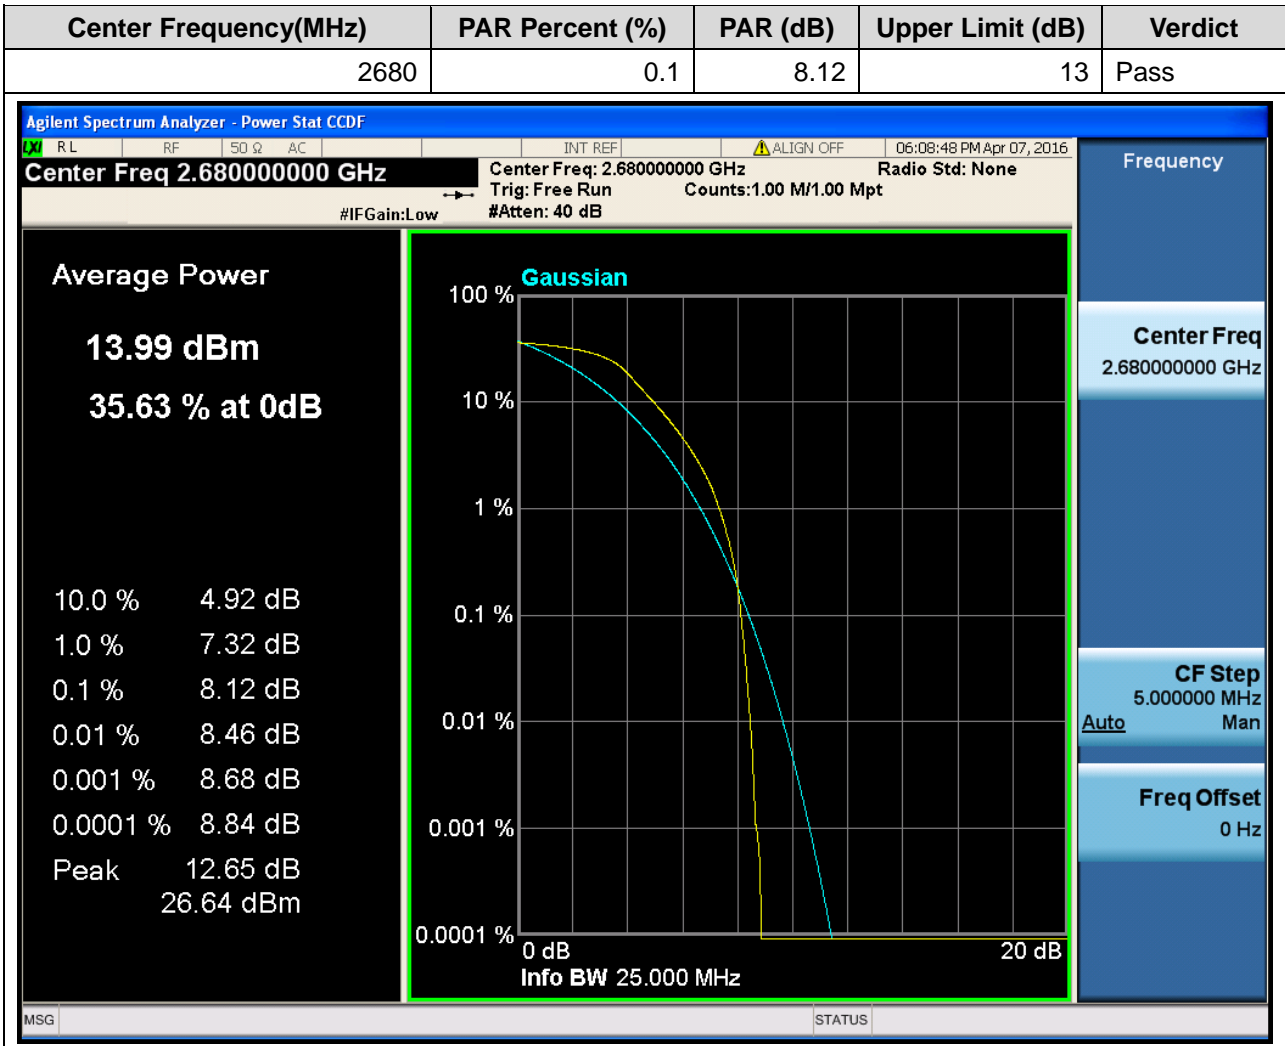 Center Frequency(MHz) PAR Percent (%) PAR (dB) Upper Limit (dB) Verdict
2680 0.1 8.12 13 Pass
Agilent Spectrum Analyzer - Power Stat CCDF
LXI RL RF 50 Ω AC INT REF ALIGN OFF 06:08:48 PM Apr 07, 2016
Center Freq 2.680000000 GHz
Center Freq: 2.680000000 GHz Radio Std: None
Trig: Free Run Counts:1.00 M/1.00 Mpt
#IFGain:Low #Atten: 40 dB
Average Power
13.99 dBm
35.63 % at 0dB
10.0 % 4.92 dB
1.0 % 7.32 dB
0.1 % 8.12 dB
0.01 % 8.46 dB
0.001 % 8.68 dB
0.0001 % 8.84 dB
Peak 12.65 dB
26.64 dBm
Gaussian
100 %
10 %
1 %
0.1 %
0.01 %
0.001 %
0.0001 %
0 dB 20 dB
Info BW 25.000 MHz
Frequency
Center Freq
2.680000000 GHz
CF Step
5.000000 MHz
Auto Man
Freq Offset
0 Hz
MSG STATUS